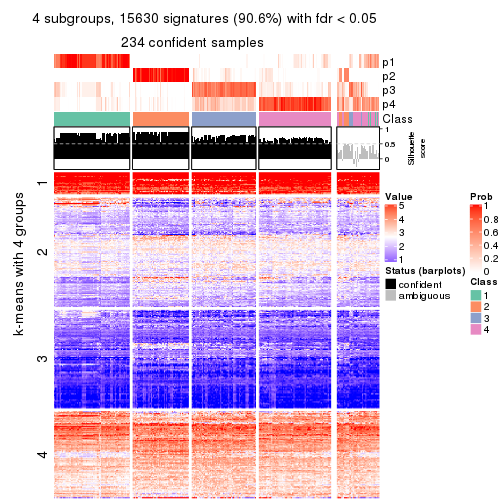 4 subgroups, 15630 signatures (90.6%) with fdr < 0.05
234 confident samples
p1
p2
p3
p4
Class
1
0.5
0
Silhouette
score
k-means with 4 groups
1
2
3
4
Value
5
4
3
2
1
Status (barplots)
confident
ambiguous
Prob
1
0.8
0.6
0.4
0.2
0
Class
1
2
3
4